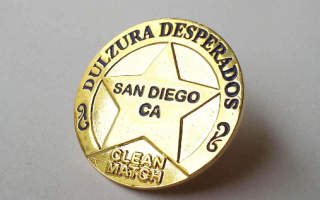 DULZURA DESPERADOS
SAN DIEGO
CA
CLEAN
MATCH